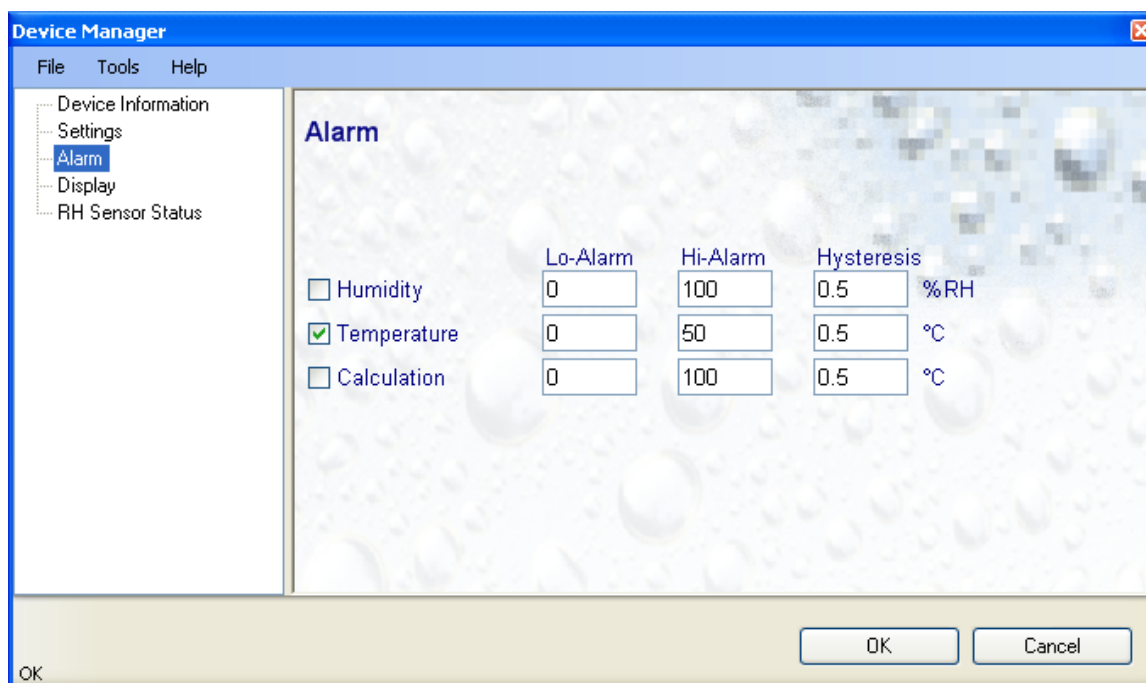 Device Manager
File Tools Help
Device Information
Settings
Alarm
Display
RH Sensor Status
Alarm
Lo-Alarm Hi-Alarm Hysteresis
Humidity 0 100 0.5 %RH
Temperature 0 50 0.5 °C
Calculation 0 100 0.5 °C
OK Cancel
OK